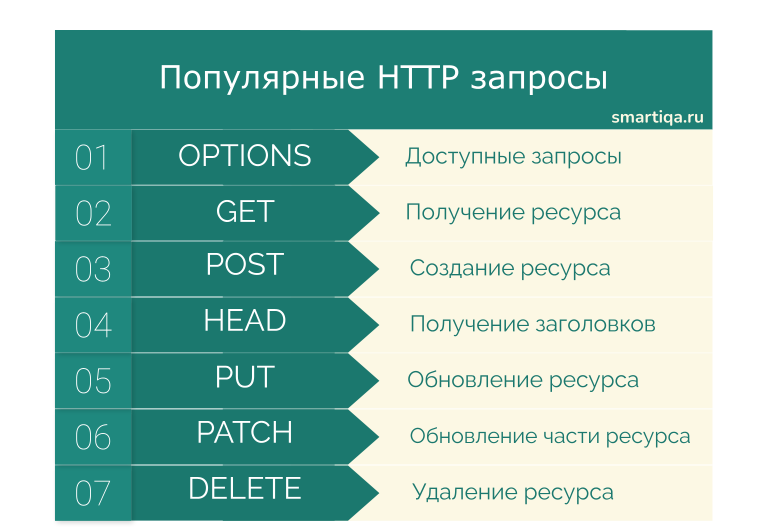 Популярные HTTP запросы
smartiqa.ru
01 OPTIONS Доступные запросы
02 GET Получение ресурса
03 POST Создание ресурса
04 HEAD Получение заголовков
05 PUT Обновление ресурса
06 PATCH Обновление части ресурса
07 DELETE Удаление ресурса